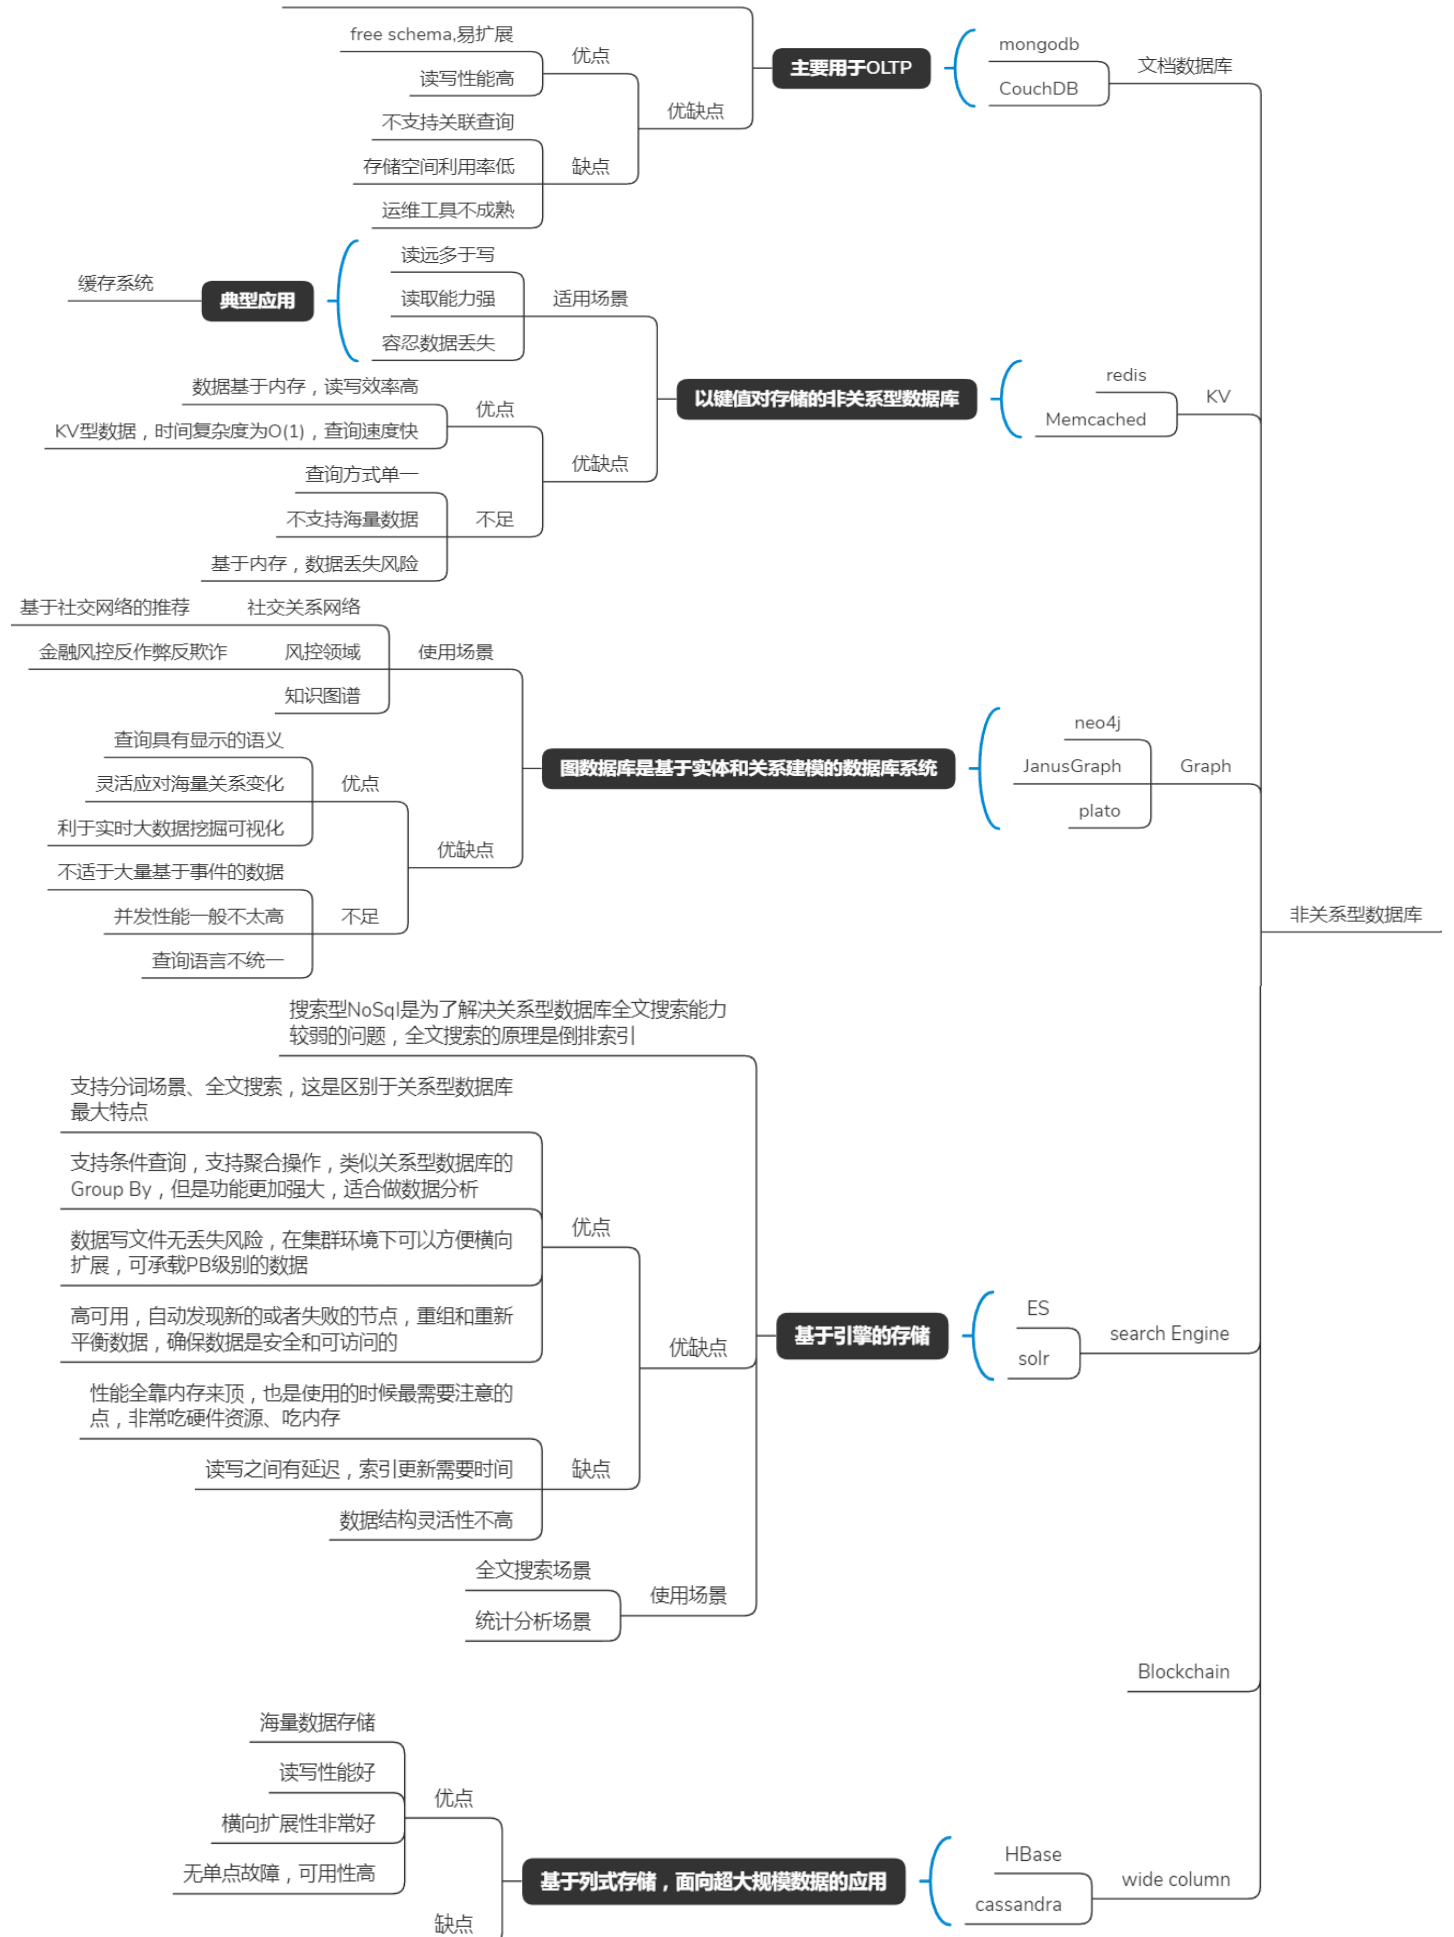 free schema,易扩展
优点
读写性能高
主要用于OLTP
mongodb
文档数据库
CouchDB
优缺点
不支持关联查询
存储空间利用率低
缺点
运维工具不成熟
读远多于写
缓存系统
典型应用
读取能力强
适用场景
容忍数据丢失
数据基于内存，读写效率高
优点
KV型数据，时间复杂度为O(1)，查询速度快
以键值对存储的非关系型数据库
redis
KV
Memcached
优缺点
查询方式单一
不支持海量数据
不足
基于内存，数据丢失风险
基于社交网络的推荐
社交关系网络
金融风控反作弊反欺诈
风控领域
使用场景
知识图谱
查询具有显示的语义
灵活应对海量关系变化
优点
利于实时大数据挖掘可视化
图数据库是基于实体和关系建模的数据库系统
neo4j
JanusGraph
Graph
plato
优缺点
不适于大量基于事件的数据
并发性能一般不太高
不足
查询语言不统一
非关系型数据库
搜索型NoSql是为了解决关系型数据库全文搜索能力
较弱的问题，全文搜索的原理是倒排索引
支持分词场景、全文搜索，这是区别于关系型数据库
最大特点
支持条件查询，支持聚合操作，类似关系型数据库的
Group By，但是功能更加强大，适合做数据分析
优点
数据写文件无丢失风险，在集群环境下可以方便横向
扩展，可承载PB级别的数据
高可用，自动发现新的或者失败的节点，重组和重新
平衡数据，确保数据是安全和可访问的
优缺点
基于引擎的存储
ES
search Engine
solr
性能全靠内存来顶，也是使用的时候最需要注意的
点，非常吃硬件资源、吃内存
读写之间有延迟，索引更新需要时间
缺点
数据结构灵活性不高
全文搜索场景
使用场景
统计分析场景
Blockchain
海量数据存储
读写性能好
优点
横向扩展性非常好
无单点故障，可用性高
基于列式存储，面向超大规模数据的应用
HBase
wide column
cassandra
缺点